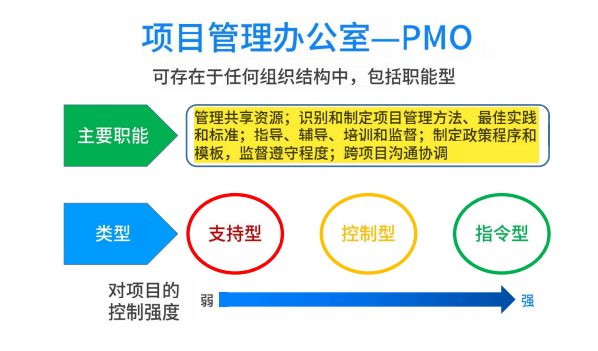 项目管理办公室—PMO
可存在于任何组织结构中，包括职能型
主要职能
管理共享资源；识别和制定项目管理方法、最佳实践
和标准；指导、辅导、培训和监督；制定政策程序和
模板，监督遵守程度；跨项目沟通协调
类型
支持型
控制型
指令型
对项目的
控制强度
弱
强